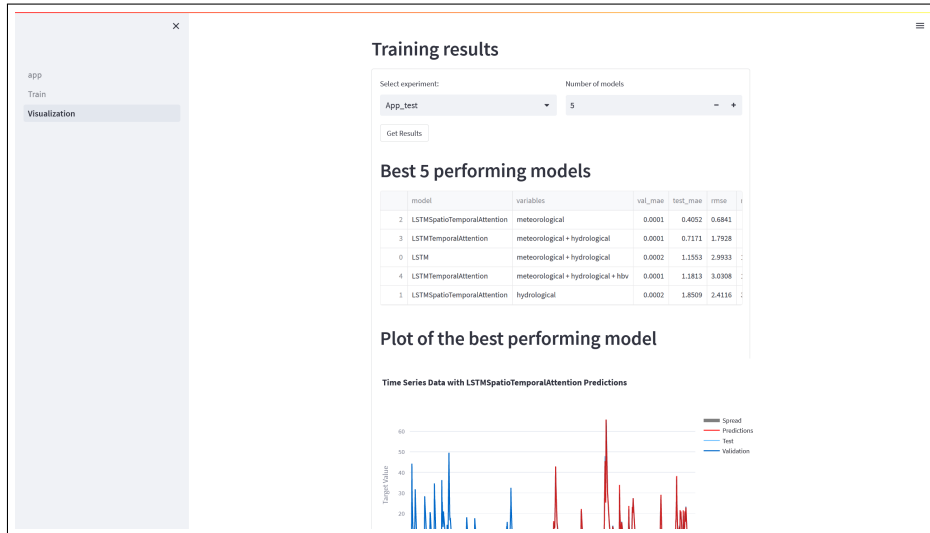 app
Train
Visualization
Training results
Select experiment: Number of models
App_test 5 − +
Get Results
Best 5 performing models
model variables val_mae test_mae rmse
2 LSTMSpatioTemporalAttention meteorological 0.0001 0.4052 0.6841
3 LSTMTemporalAttention meteorological + hydrological 0.0001 0.7171 1.7928
0 LSTM meteorological + hydrological 0.0002 1.1553 2.9933
4 LSTMTemporalAttention meteorological + hydrological + hbv 0.0001 1.1813 3.0308
1 LSTMSpatioTemporalAttention hydrological 0.0002 1.8509 2.4116
Plot of the best performing model
Time Series Data with LSTMSpatioTemporalAttention Predictions
Spread
Predictions
Test
Validation
60
50
40
30
20
Target Value